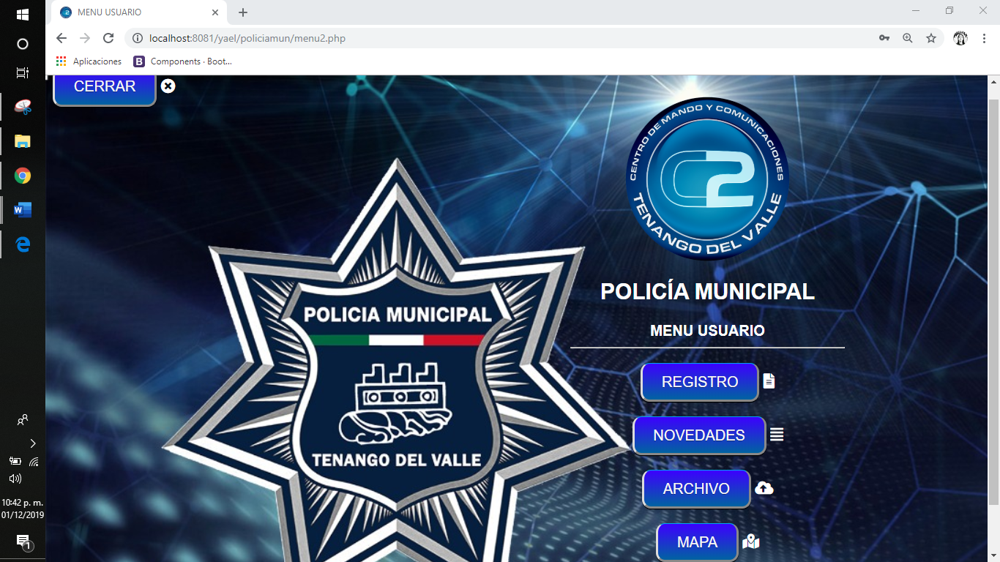 MENU USUARIO
localhost:8081/yael/policiamun/menu2.php
Aplicaciones
B Components · Boot...
CERRAR
CENTRO DE MANDO Y COMUNICACIONES
C2
TENANGO DEL VALLE
POLICIA MUNICIPAL
TENANGO DEL VALLE
POLICÍA MUNICIPAL
MENU USUARIO
REGISTRO
NOVEDADES
ARCHIVO
MAPA
W
10:42 p. m.
01/12/2019
1